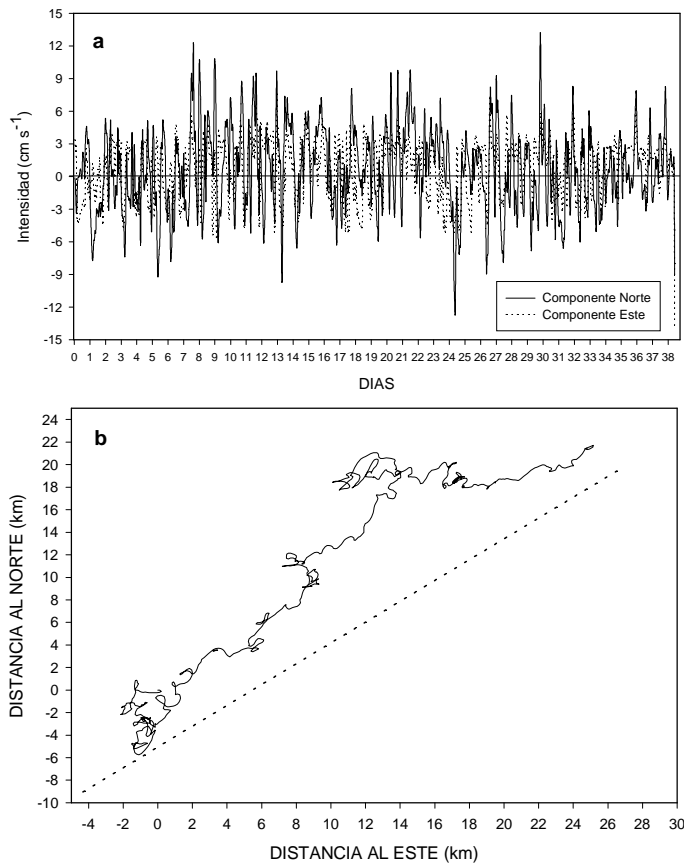 a
15
12
9
6
3
0
-3
-6
-9
-12
-15
Intensidad (cm s-1)
Componente Norte
Componente Este
0 1 2 3 4 5 6 7 8 9 10 11 12 13 14 15 16 17 18 19 20 21 22 23 24 25 26 27 28 29 30 31 32 33 34 35 36 37 38
DIAS
b
24
22
20
18
16
14
12
10
8
6
4
2
0
-2
-4
-6
-8
-10
DISTANCIA AL NORTE (km)
-4 -2 0 2 4 6 8 10 12 14 16 18 20 22 24 26 28 30
DISTANCIA AL ESTE (km)